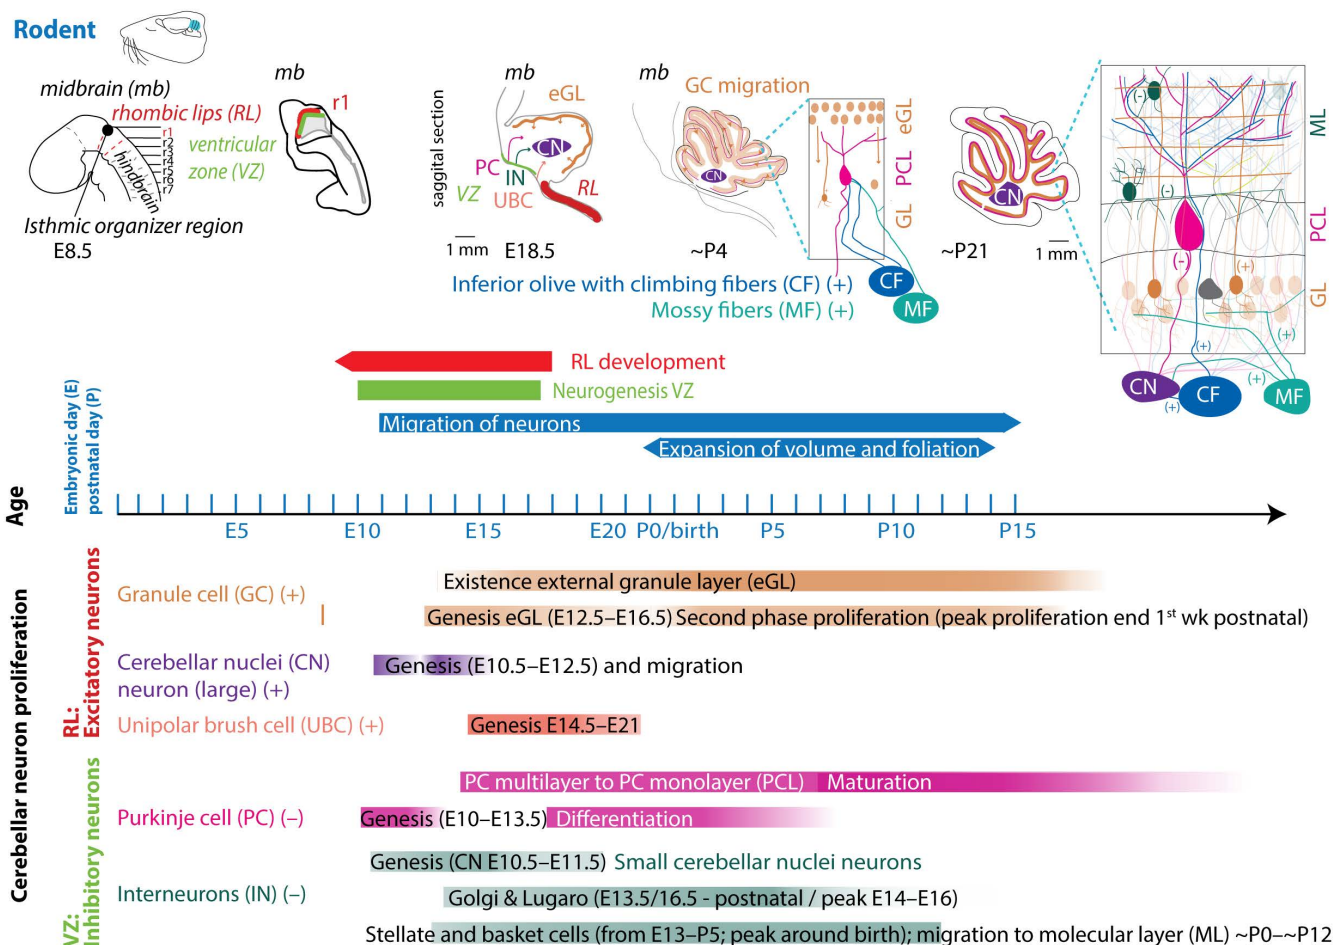 Rodent
midbrain (mb)
rhombic lips (RL)
r1
r2
r3
r4
r5
r6
r7
ventricular
zone (VZ)
hindbrain
Isthmic organizer region
E8.5
mb
r1
saggital section
mb
eGL
CN
PC
IN
VZ
UBC
RL
1 mm
E18.5
mb
GC migration
CN
~P4
eGL
PCL
GL
Inferior olive with climbing fibers (CF) (+)
CF
Mossy fibers (MF) (+)
MF
CN
~P21
1 mm
(-)
ML
(-)
PCL
(-)
(+)
GL
(+)
(+)
(+)
(+)
CN
CF
MF
RL development
Neurogenesis VZ
Migration of neurons
Expansion of volume and foliation
Age
Embryonic day (E)
postnatal day (P)
E5
E10
E15
E20
P0/birth
P5
P10
P15
Cerebellar neuron proliferation
RL:
Excitatory neurons
Granule cell (GC) (+)
Existence external granule layer (eGL)
Genesis eGL (E12.5–E16.5) Second phase proliferation (peak proliferation end 1st wk postnatal)
Cerebellar nuclei (CN)
neuron (large) (+)
Genesis (E10.5–E12.5) and migration
Unipolar brush cell (UBC) (+)
Genesis E14.5–E21
VZ:
Inhibitory neurons
PC multilayer to PC monolayer (PCL)
Maturation
Purkinje cell (PC) (–)
Genesis (E10–E13.5)
Differentiation
Genesis (CN E10.5–E11.5) Small cerebellar nuclei neurons
Interneurons (IN) (–)
Golgi & Lugaro (E13.5/16.5 - postnatal / peak E14–E16)
Stellate and basket cells (from E13–P5; peak around birth); migration to molecular layer (ML) ~P0–~P12